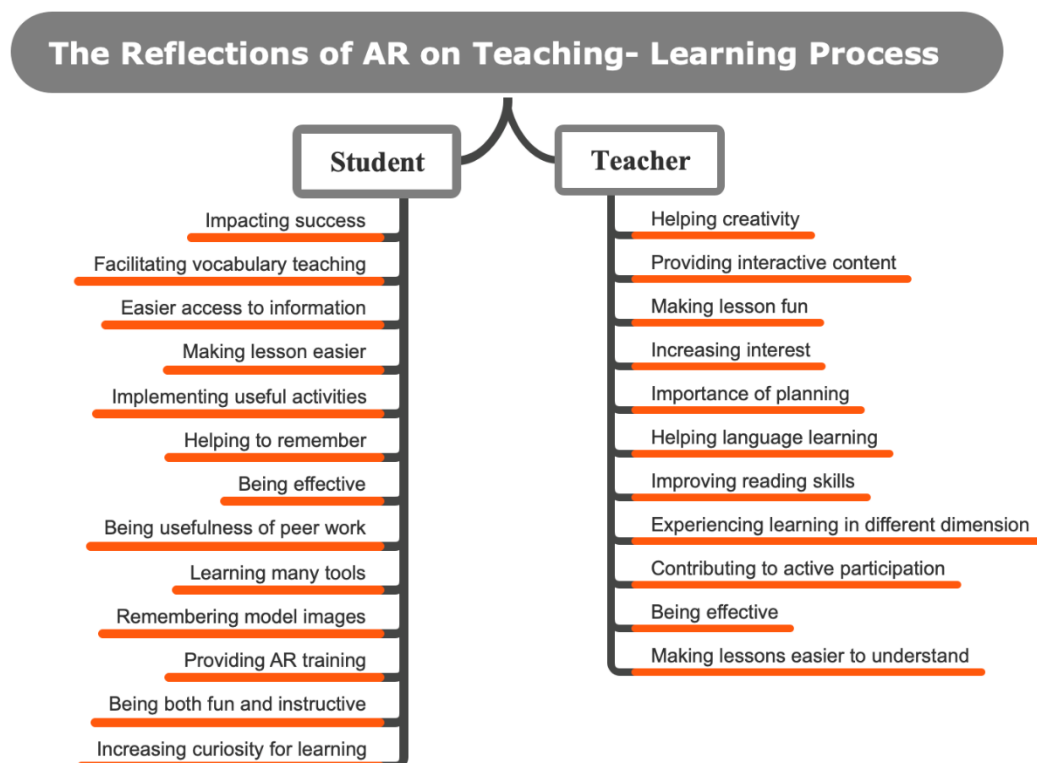 The Reflections of AR on Teaching- Learning Process
Student
Impacting success
Facilitating vocabulary teaching
Easier access to information
Making lesson easier
Implementing useful activities
Helping to remember
Being effective
Being usefulness of peer work
Learning many tools
Remembering model images
Providing AR training
Being both fun and instructive
Increasing curiosity for learning
Teacher
Helping creativity
Providing interactive content
Making lesson fun
Increasing interest
Importance of planning
Helping language learning
Improving reading skills
Experiencing learning in different dimension
Contributing to active participation
Being effective
Making lessons easier to understand